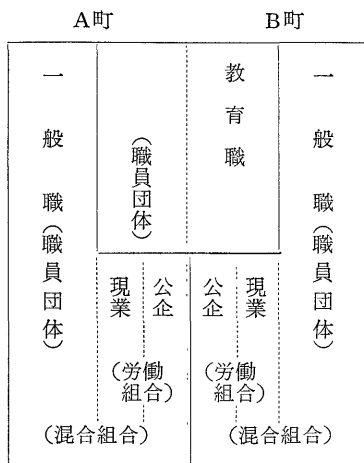 A町
B町
一般職(職員団体)
(職員団体)
教育職
一般職(職員団体)
現業
公企
公企
現業
(労働組合)
(労働組合)
(混合組合)
(混合組合)